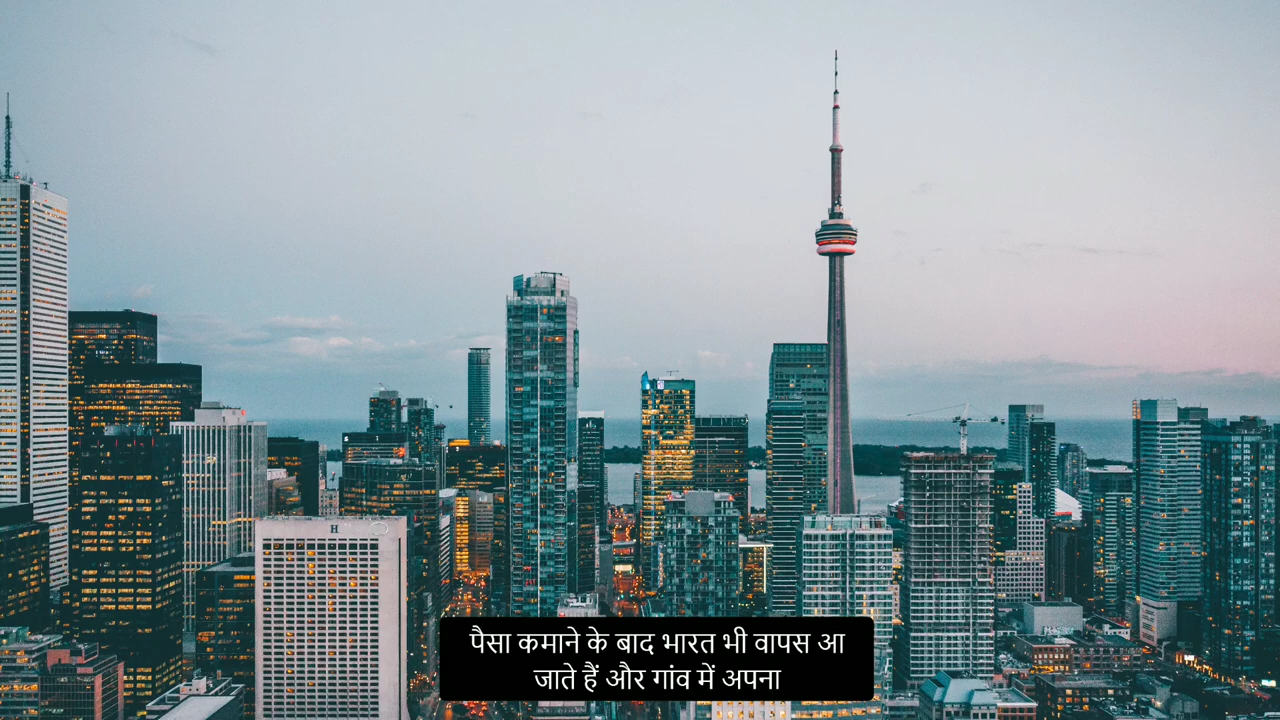 H
पैसा कमाने के बाद भारत भी वापस आ
जाते हैं और गांव में अपना